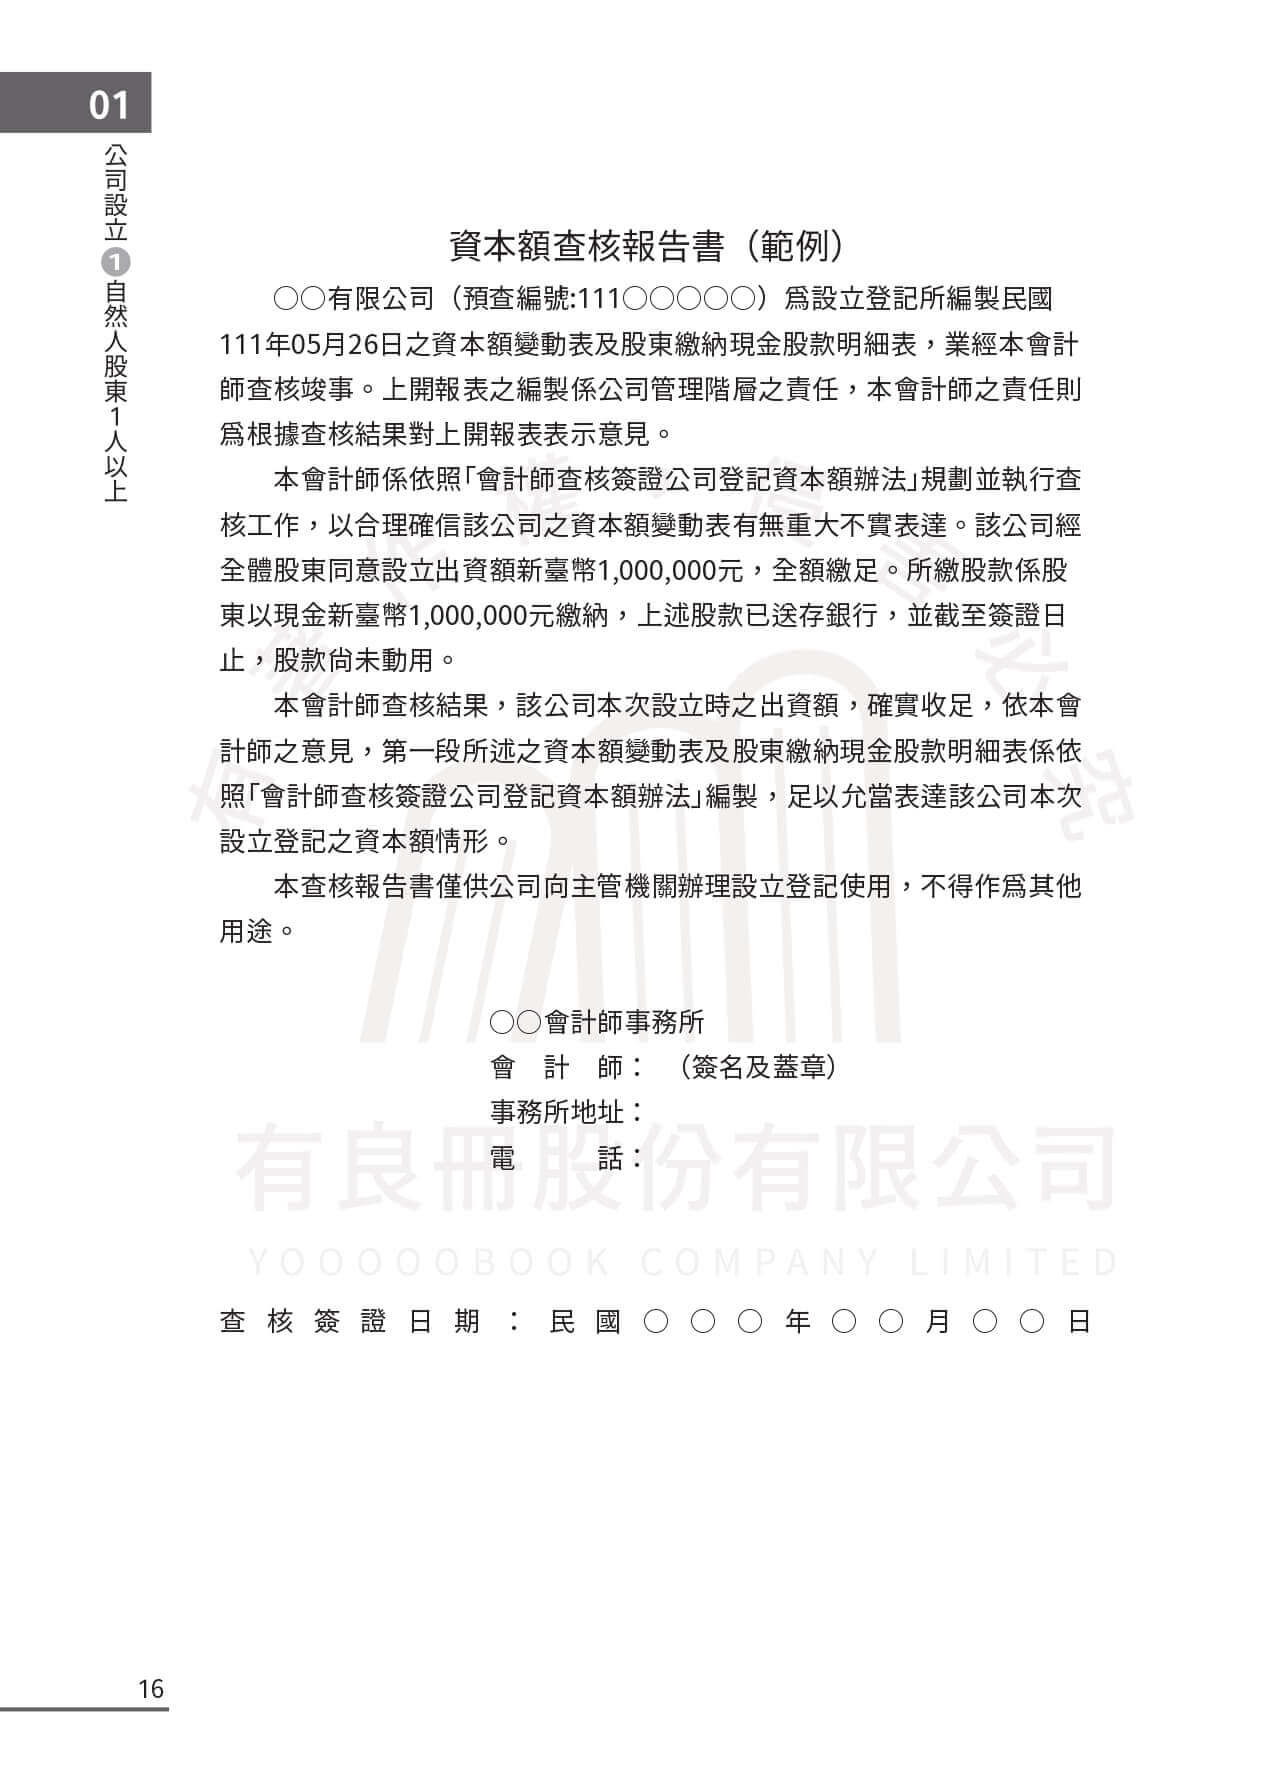 01
公司設立
1
自然人股東1人以上
資本額查核報告書（範例）
○○有限公司（預查編號:111○○○○○）為設立登記所編製民國
111年05月26日之資本額變動表及股東繳納現金股款明細表，業經本會計
師查核竣事。上開報表之編製係公司管理階層之責任，本會計師之責任則
為根據查核結果對上開報表表示意見。
本會計師係依照「會計師查核簽證公司登記資本額辦法」規劃並執行查
核工作，以合理確信該公司之資本額變動表有無重大不實表達。該公司經
全體股東同意設立出資額新臺幣1,000,000元，全額繳足。所繳股款係股
東以現金新臺幣1,000,000元繳納，上述股款已送存銀行，並截至簽證日
止，股款尚未動用。
本會計師查核結果，該公司本次設立時之出資額，確實收足，依本會
計師之意見，第一段所述之資本額變動表及股東繳納現金股款明細表係依
照「會計師查核簽證公司登記資本額辦法」編製，足以允當表達該公司本次
設立登記之資本額情形。
本查核報告書僅供公司向主管機關辦理設立登記使用，不得作為其他
用途。
○○會計師事務所
會　計　師：　（簽名及蓋章）
事務所地址：
電　　　話：
查核簽證日期：民國○○○年○○月○○日
有著作權，侵害必究
有良冊股份有限公司
YOOOOOBOOK COMPANY LIMITED
16